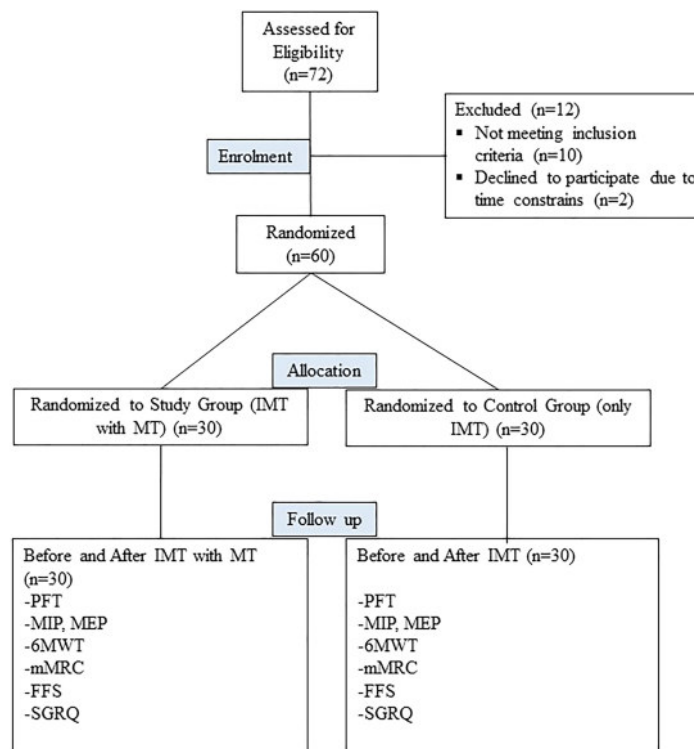 Assessed for
Eligibility
(n=72)
Excluded (n=12)
▪ Not meeting inclusion
criteria (n=10)
▪ Declined to participate due to
time constrains (n=2)
Enrolment
Randomized
(n=60)
Allocation
Randomized to Study Group (IMT
with MT) (n=30)
Randomized to Control Group (only
IMT) (n=30)
Follow up
Before and After IMT with MT
(n=30)
-PFT
-MIP, MEP
-6MWT
-mMRC
-FFS
-SGRQ
Before and After IMT (n=30)
-PFT
-MIP, MEP
-6MWT
-mMRC
-FFS
-SGRQ